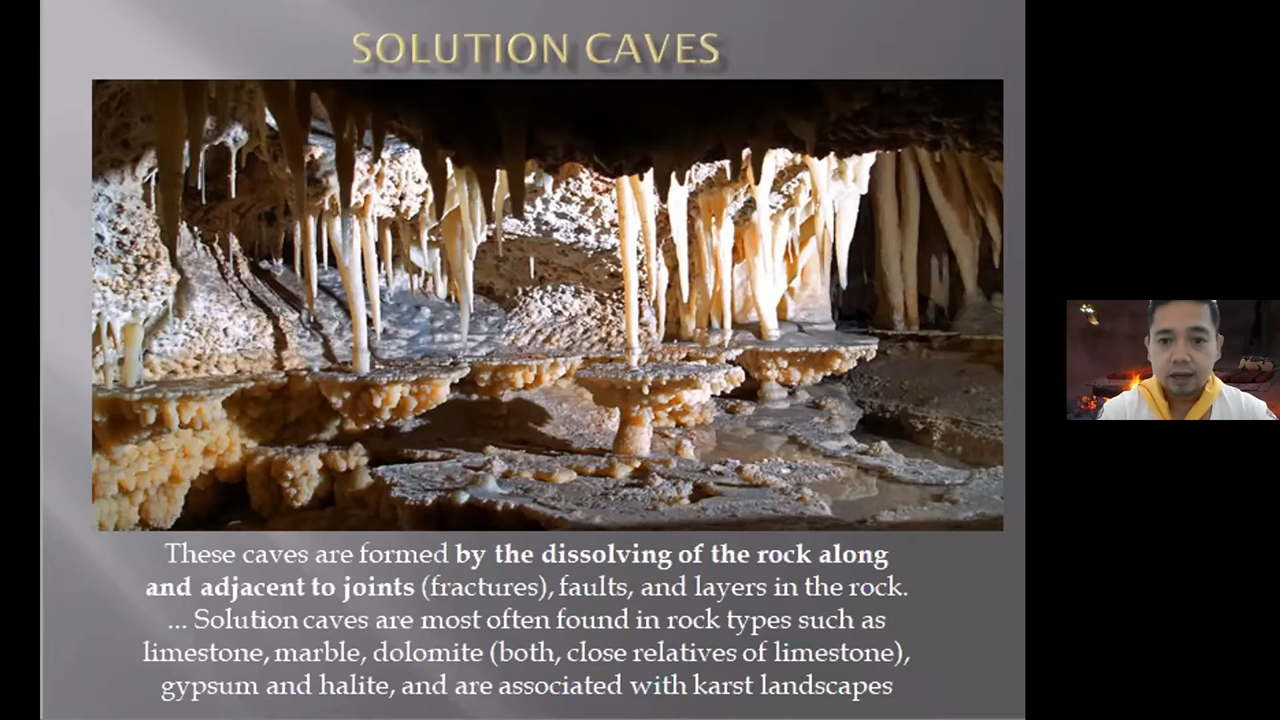 SOLUTION CAVES
These caves are formed by the dissolving of the rock along
and adjacent to joints (fractures), faults, and layers in the rock.
... Solution caves are most often found in rock types such as
limestone, marble, dolomite (both, close relatives of limestone),
gypsum and halite, and are associated with karst landscapes